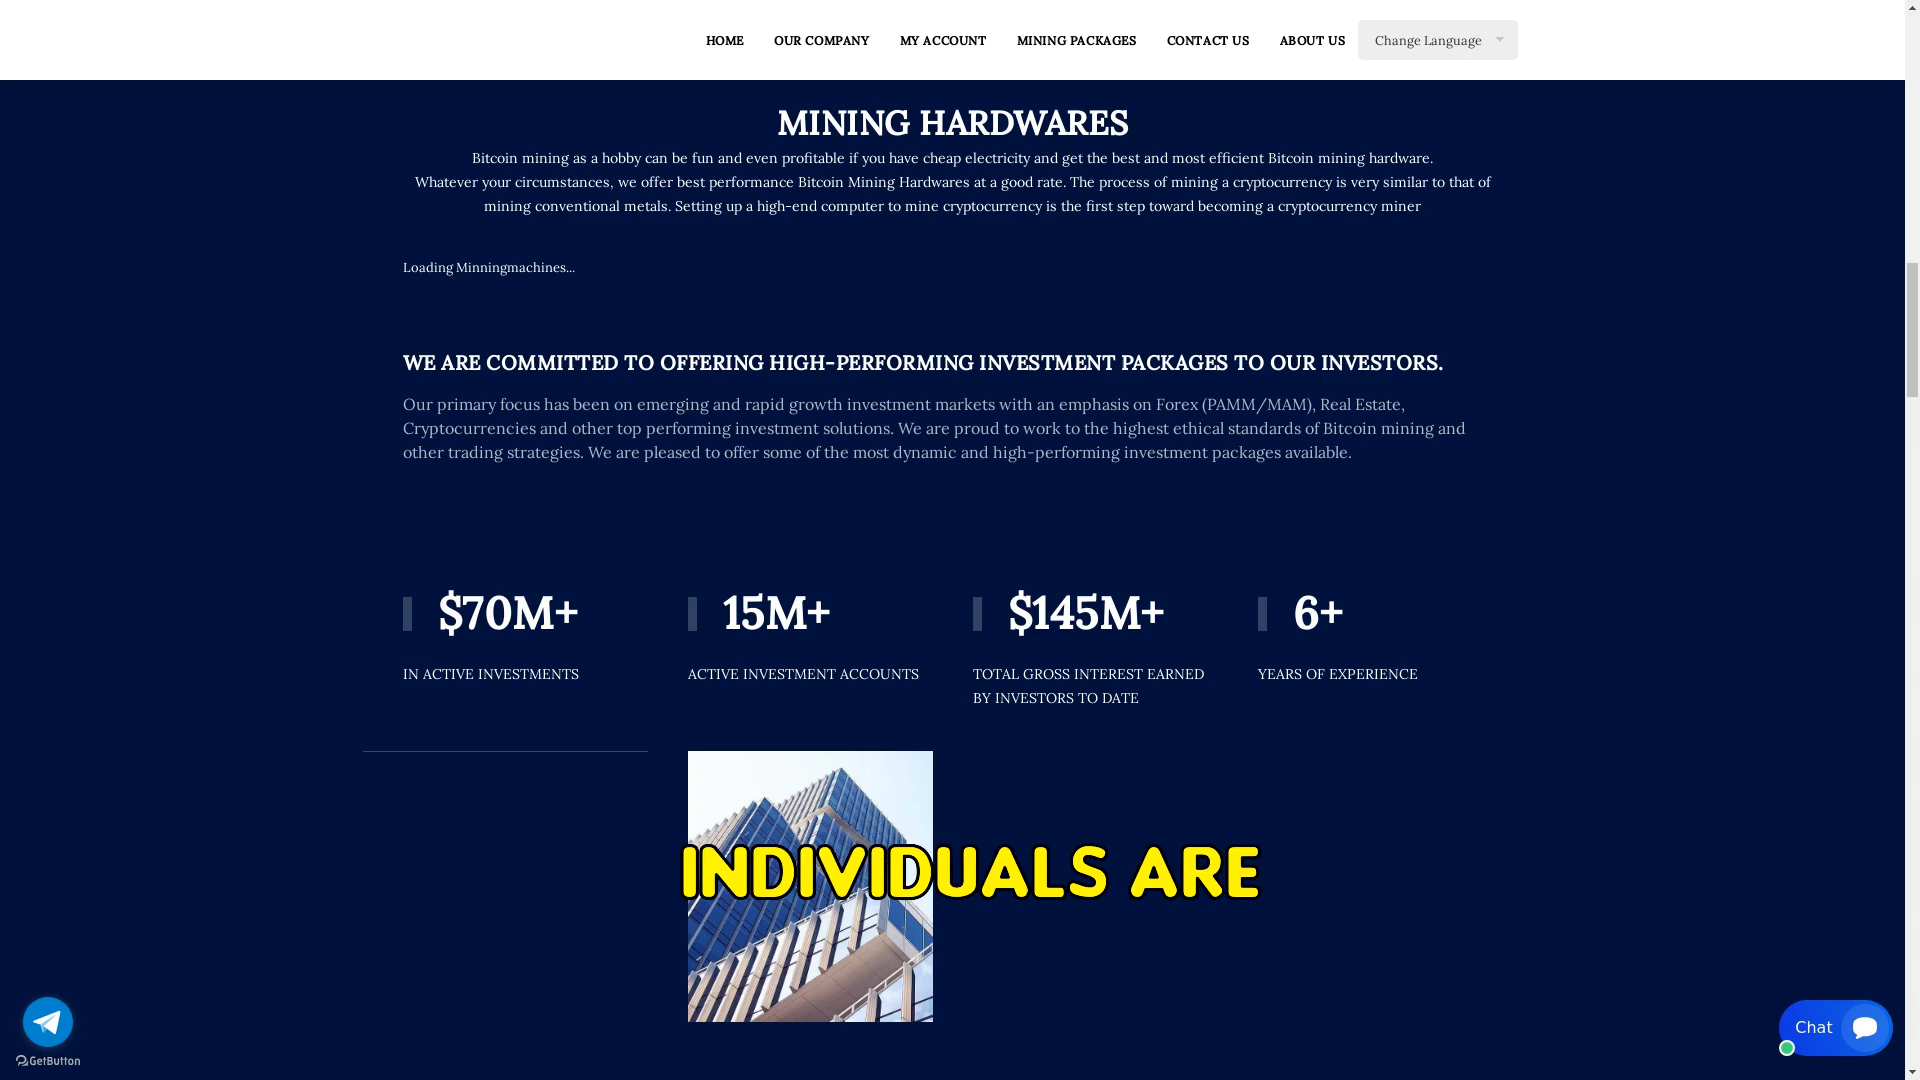 HOME OUR COMPANY MY ACCOUNT MINING PACKAGES CONTACT US ABOUT US Change Language
MINING HARDWARES
Bitcoin mining as a hobby can be fun and even profitable if you have cheap electricity and get the best and most efficient Bitcoin mining hardware.
Whatever your circumstances, we offer best performance Bitcoin Mining Hardwares at a good rate. The process of mining a cryptocurrency is very similar to that of
mining conventional metals. Setting up a high-end computer to mine cryptocurrency is the first step toward becoming a cryptocurrency miner
Loading Minningmachines...
WE ARE COMMITTED TO OFFERING HIGH-PERFORMING INVESTMENT PACKAGES TO OUR INVESTORS.
Our primary focus has been on emerging and rapid growth investment markets with an emphasis on Forex (PAMM/MAM), Real Estate,
Cryptocurrencies and other top performing investment solutions. We are proud to work to the highest ethical standards of Bitcoin mining and
other trading strategies. We are pleased to offer some of the most dynamic and high-performing investment packages available.
$70M+ 15M+ $145M+ 6+
IN ACTIVE INVESTMENTS ACTIVE INVESTMENT ACCOUNTS TOTAL GROSS INTEREST EARNED YEARS OF EXPERIENCE
BY INVESTORS TO DATE
INDIVIDUALS ARE
Chat
GetButton